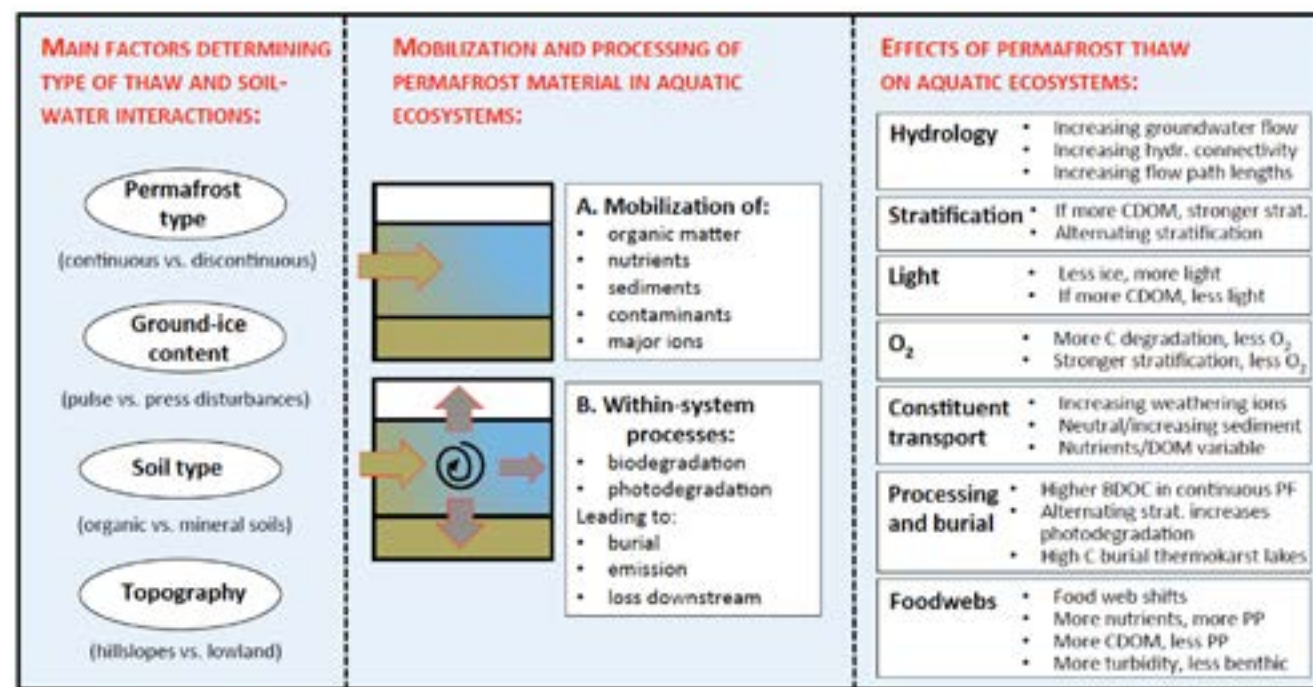 MAIN FACTORS DETERMINING
TYPE OF THAW AND SOIL-
WATER INTERACTIONS:
Permafrost
type
(continuous vs. discontinuous)
Ground-ice
content
(pulse vs. press disturbances)
Soil type
(organic vs. mineral soils)
Topography
(hillslopes vs. lowland)
MOBILIZATION AND PROCESSING OF
PERMAFROST MATERIAL IN AQUATIC
ECOSYSTEMS:
A. Mobilization of:
• organic matter
• nutrients
• sediments
• contaminants
• major ions
B. Within-system
processes:
• biodegradation
• photodegradation
Leading to:
• burial
• emission
• loss downstream
EFFECTS OF PERMAFROST THAW
ON AQUATIC ECOSYSTEMS:
Hydrology
• Increasing groundwater flow
• Increasing hydr. connectivity
• Increasing flow path lengths
Stratification
• If more CDOM, stronger strat.
• Alternating stratification
Light
• Less ice, more light
• If more CDOM, less light
O₂
• More C degradation, less O₂
• Stronger stratification, less O₂
Constituent
transport
• Increasing weathering ions
• Neutral/increasing sediment
• Nutrients/DOM variable
Processing
and burial
• Higher BDOC in continuous PF
• Alternating strat. increases
photodegradation
• High C burial thermokarst lakes
Foodwebs
• Food web shifts
• More nutrients, more PP
• More CDOM, less PP
• More turbidity, less benthic